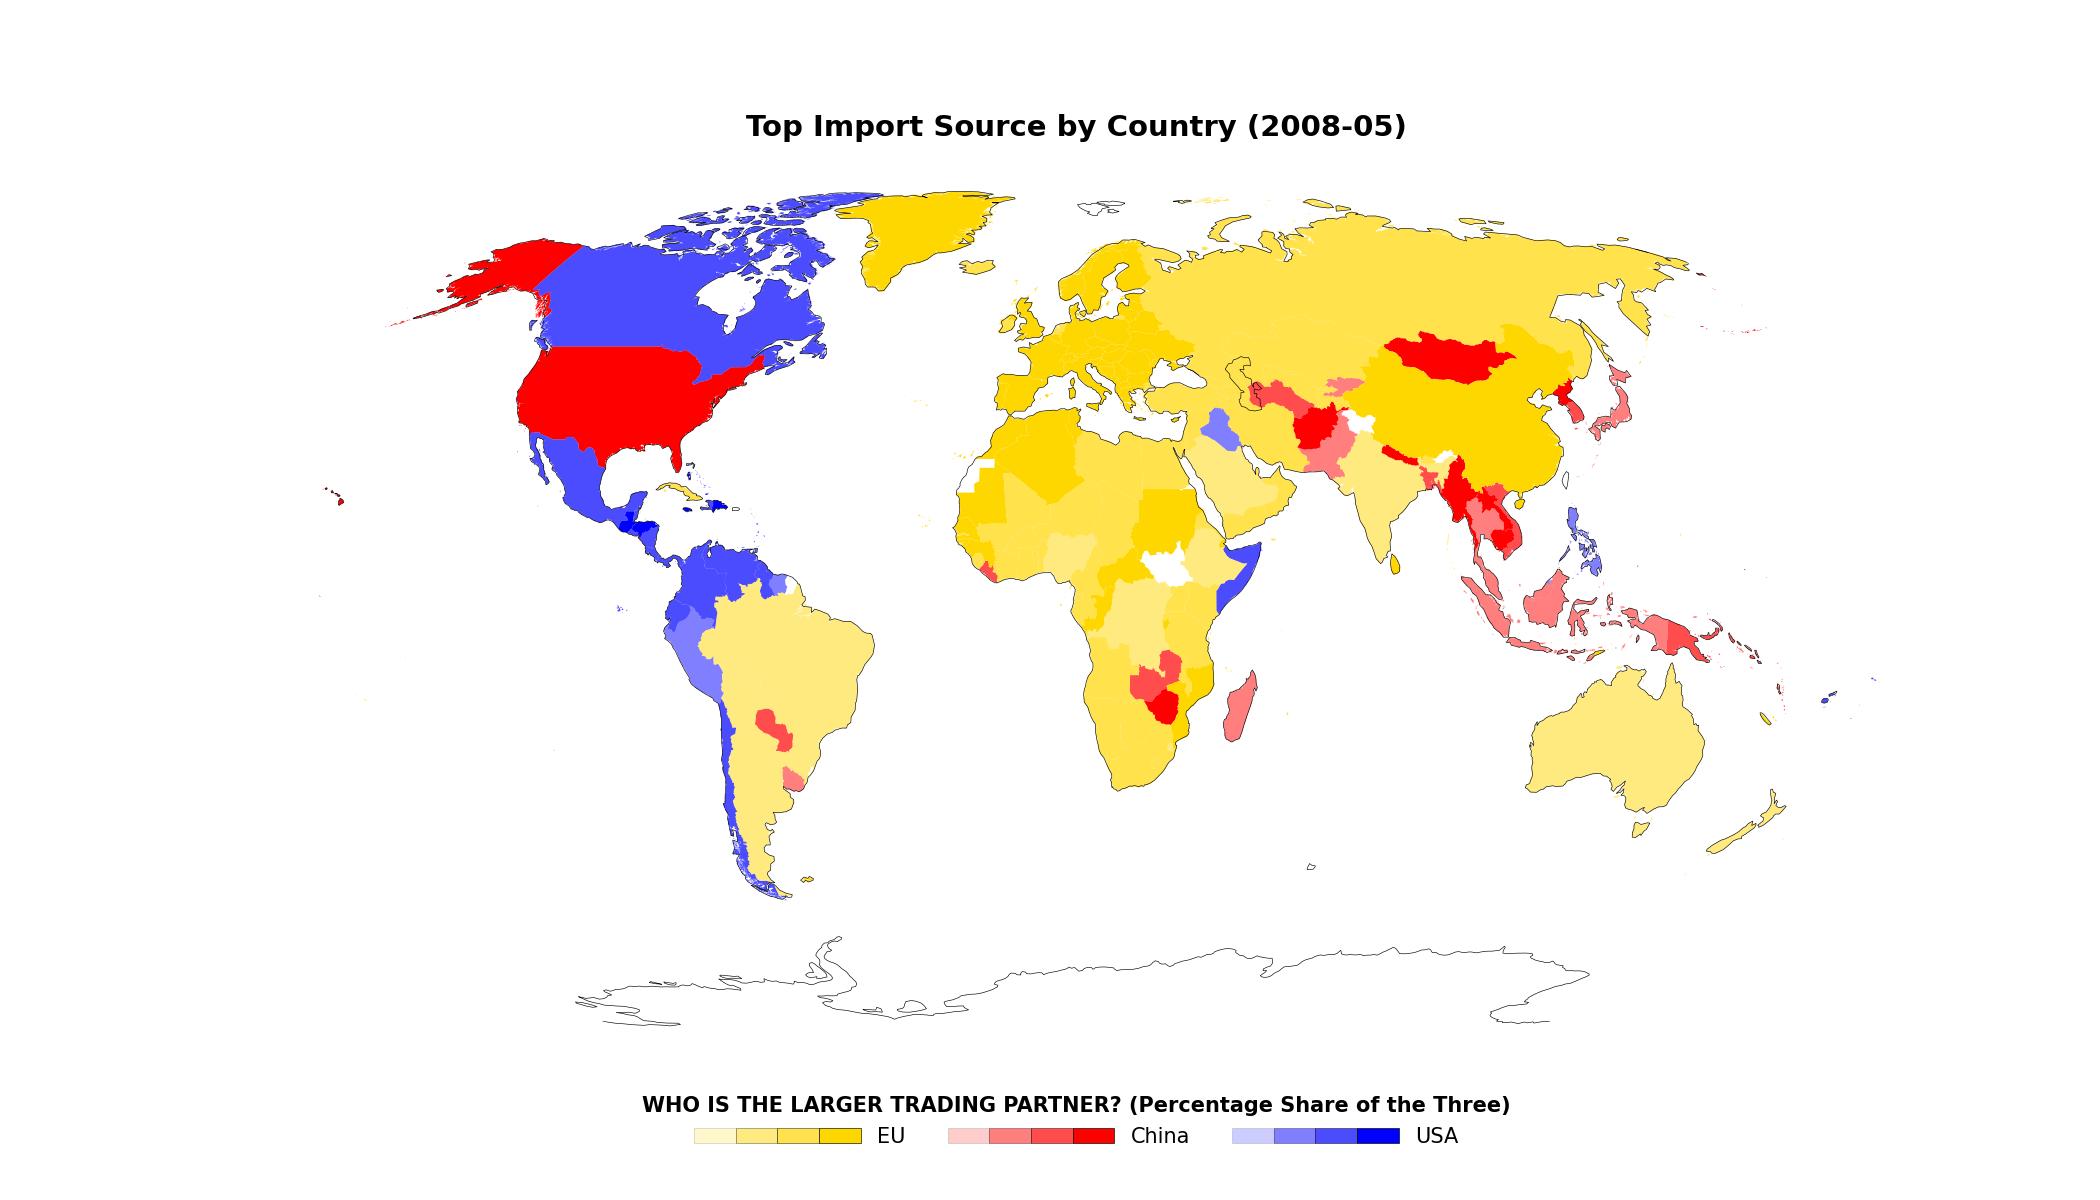 Top Import Source by Country (2008-05)
WHO IS THE LARGER TRADING PARTNER? (Percentage Share of the Three)
EU China USA